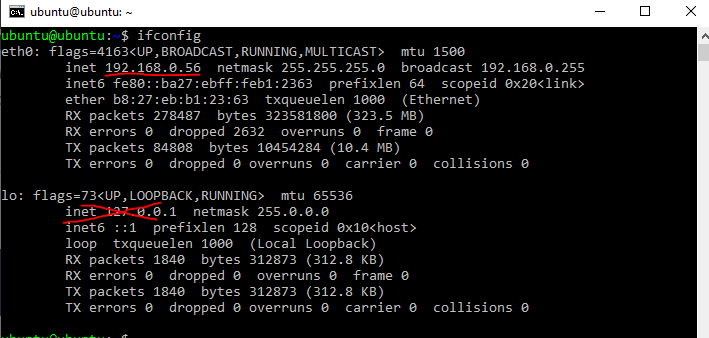 ubuntu@ubuntu: ~
ubuntu@ubuntu:~$ ifconfig
eth0: flags=4163<UP,BROADCAST,RUNNING,MULTICAST>  mtu 1500
inet 192.168.0.56  netmask 255.255.255.0  broadcast 192.168.0.255
inet6 fe80::ba27:ebff:feb1:2363  prefixlen 64  scopeid 0x20<link>
ether b8:27:eb:b1:23:63  txqueuelen 1000  (Ethernet)
RX packets 278487  bytes 323581800 (323.5 MB)
RX errors 0  dropped 2632  overruns 0  frame 0
TX packets 84808  bytes 10454284 (10.4 MB)
TX errors 0  dropped 0 overruns 0  carrier 0  collisions 0
lo: flags=73<UP,LOOPBACK,RUNNING>  mtu 65536
inet 127.0.0.1  netmask 255.0.0.0
inet6 ::1  prefixlen 128  scopeid 0x10<host>
loop  txqueuelen 1000  (Local Loopback)
RX packets 1840  bytes 312873 (312.8 KB)
RX errors 0  dropped 0  overruns 0  frame 0
TX packets 1840  bytes 312873 (312.8 KB)
TX errors 0  dropped 0 overruns 0  carrier 0  collisions 0
ubuntu@ubuntu:~$